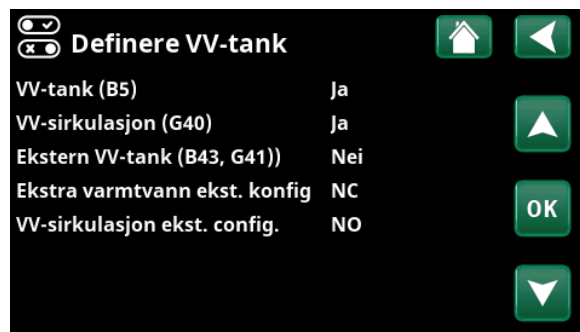 Definere VV-tank
VV-tank (B5) Ja
VV-sirkulasjon (G40) Ja
Ekstern VV-tank (B43, G41)) Nei
Ekstra varmtvann ekst. konfig NC
VV-sirkulasjon ekst. config. NO
OK